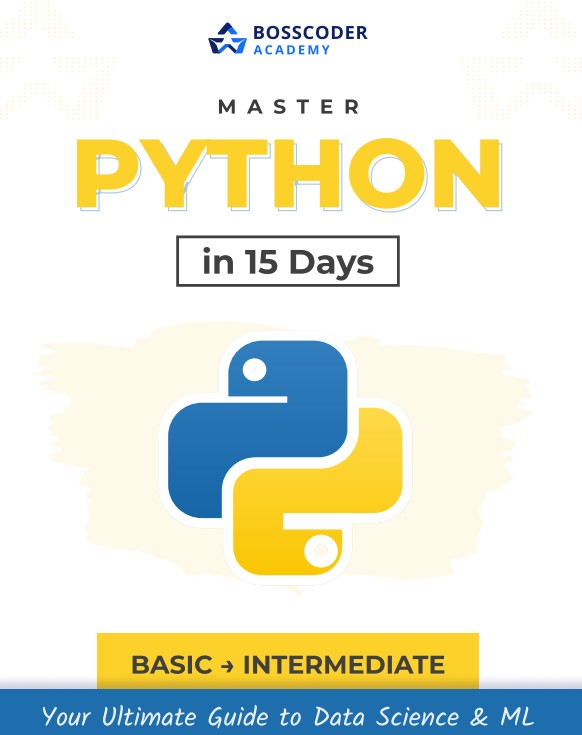 BOSSCODER
ACADEMY
MASTER
PYTHON
in 15 Days
BASIC → INTERMEDIATE
Your Ultimate Guide to Data Science & ML